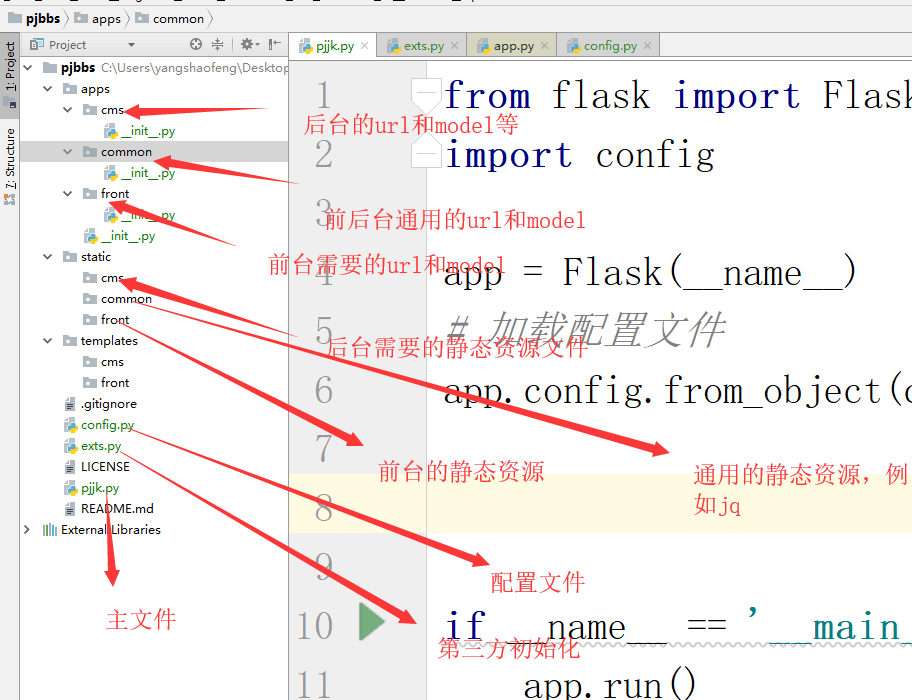 pjbbs apps common
1: Project
7: Structure
Project
pjjk.py
exts.py
app.py
config.py
pjbbs C:\Users\yangshaofeng\Desktop
apps
cms
__init__.py
common
__init__.py
front
__init__.py
__init__.py
static
cms
common
front
templates
cms
front
.gitignore
config.py
exts.py
LICENSE
pjjk.py
README.md
External Libraries
主文件
1 from flask import Flask
后台的url和model等
2 import config
3
前后台通用的url和model
前台需要的url和model
4 app = Flask(__name__)
5 # 加载配置文件
后台需要的静态资源文件
6 app.config.from_object(
7
前台的静态资源
通用的静态资源，例
如jq
8
9
配置文件
10 if __name__ == '__main
第三方初始化
11 app.run()